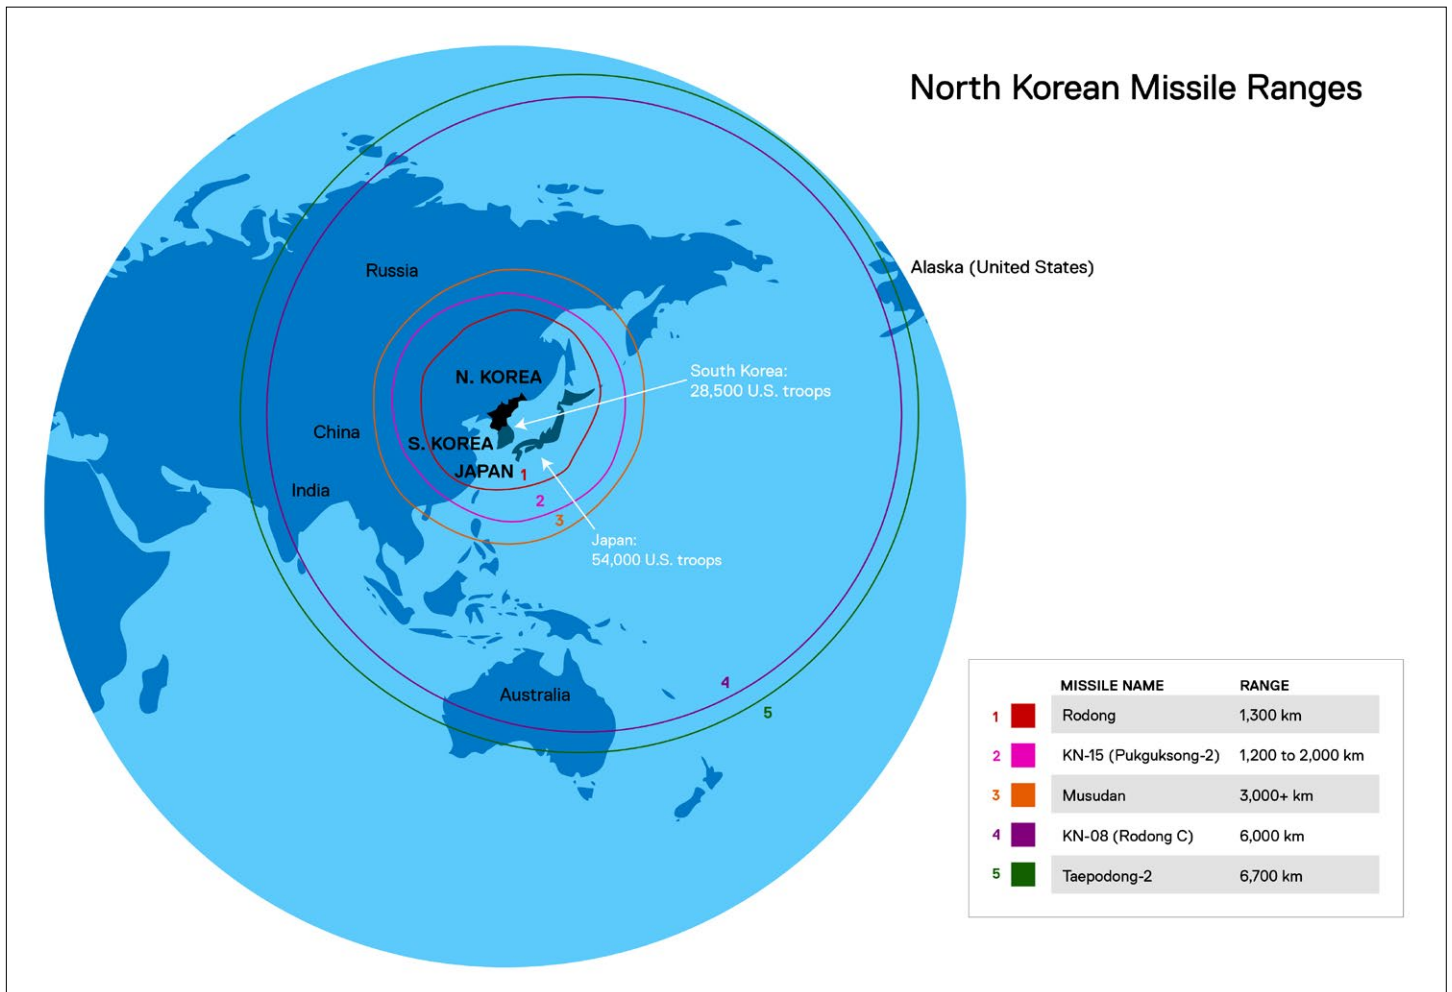 North Korean Missile Ranges
Russia
Alaska (United States)
N. KOREA
South Korea:
28,500 U.S. troops
China
S. KOREA
JAPAN 1
India
2
3
Japan:
54,000 U.S. troops
Australia
4
5
MISSILE NAME RANGE
1 Rodong 1,300 km
2 KN-15 (Pukguksong-2) 1,200 to 2,000 km
3 Musudan 3,000+ km
4 KN-08 (Rodong C) 6,000 km
5 Taepodong-2 6,700 km